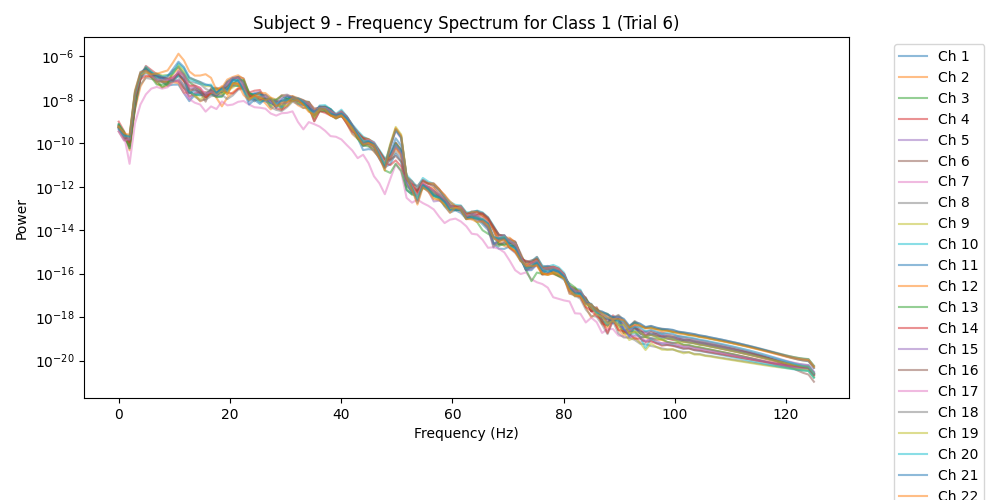 Subject 9 - Frequency Spectrum for Class 1 (Trial 6)
Power
10⁻⁶
10⁻⁸
10⁻¹⁰
10⁻¹²
10⁻¹⁴
10⁻¹⁶
10⁻¹⁸
10⁻²⁰
0
20
40
60
80
100
120
Frequency (Hz)
Ch 1
Ch 2
Ch 3
Ch 4
Ch 5
Ch 6
Ch 7
Ch 8
Ch 9
Ch 10
Ch 11
Ch 12
Ch 13
Ch 14
Ch 15
Ch 16
Ch 17
Ch 18
Ch 19
Ch 20
Ch 21
Ch 22